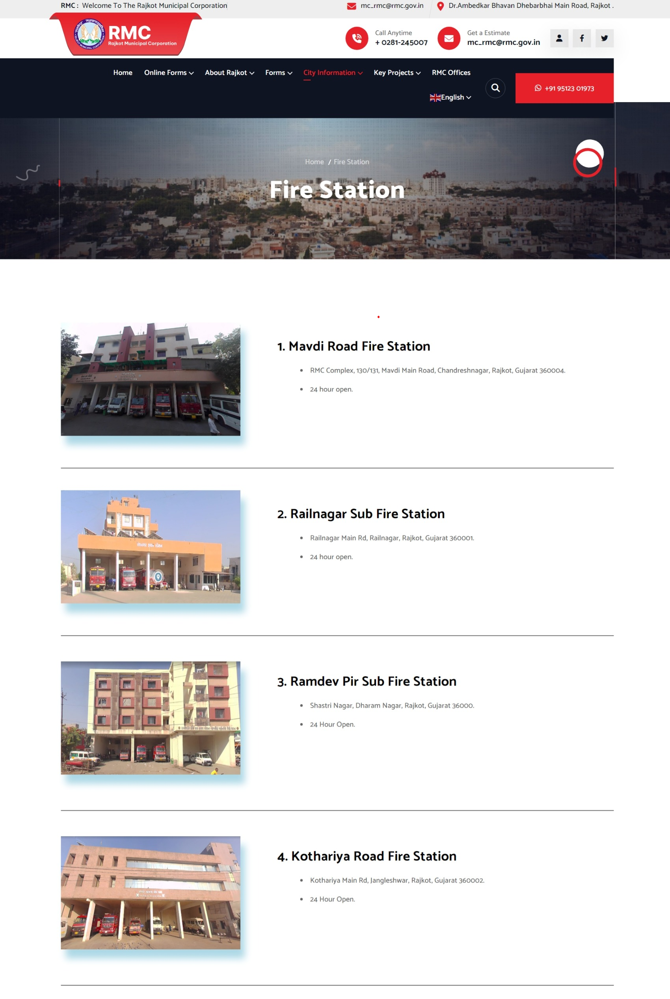 RMC : Welcome To The Rajkot Municipal Corporation
mc_rmc@rmc.gov.in
Dr.Ambedkar Bhavan Dhebarbhai Main Road, Rajkot .
RMC
Rajkot Municipal Corporation
Call Anytime
+ 0281-245007
Get a Estimate
mc_rmc@rmc.gov.in
Home Online Forms About Rajkot Forms City Information Key Projects RMC Offices
English
+91 95123 01973
Home / Fire Station
Fire Station
1. Mavdi Road Fire Station
RMC Complex, 130/131, Mavdi Main Road, Chandreshnagar, Rajkot, Gujarat 360004.
24 hour open.
2. Railnagar Sub Fire Station
Railnagar Main Rd, Railnagar, Rajkot, Gujarat 360001.
24 hour open.
3. Ramdev Pir Sub Fire Station
Shastri Nagar, Dharam Nagar, Rajkot, Gujarat 36000.
24 Hour Open.
4. Kothariya Road Fire Station
Kothariya Main Rd, Jangleshwar, Rajkot, Gujarat 360002.
24 Hour Open.